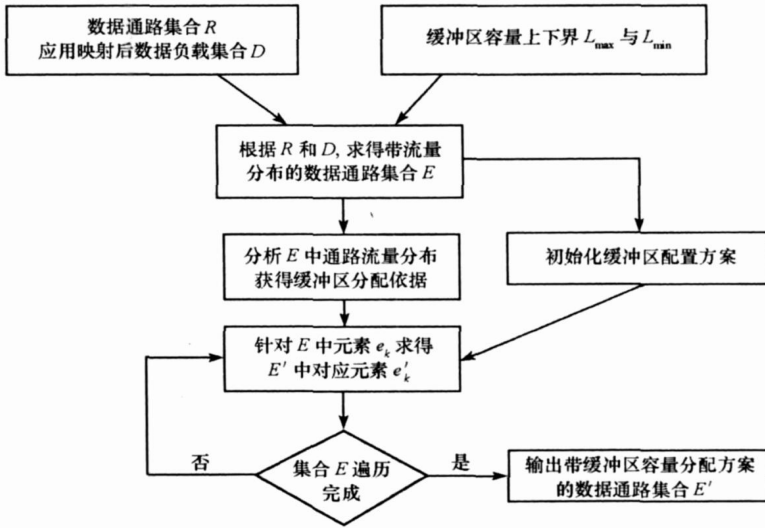 数据通路集合 R
应用映射后数据负载集合 D
缓冲区容量上下界 Lmax 与 Lmin
根据 R 和 D, 求得带流量
分布的数据通路集合 E
分析 E 中通路流量分布
获得缓冲区分配依据
初始化缓冲区配置方案
针对 E 中元素 ek 求得
E′ 中对应元素 e′k
否
集合 E 遍历
完成
是
输出带缓冲区容量分配方案
的数据通路集合 E′